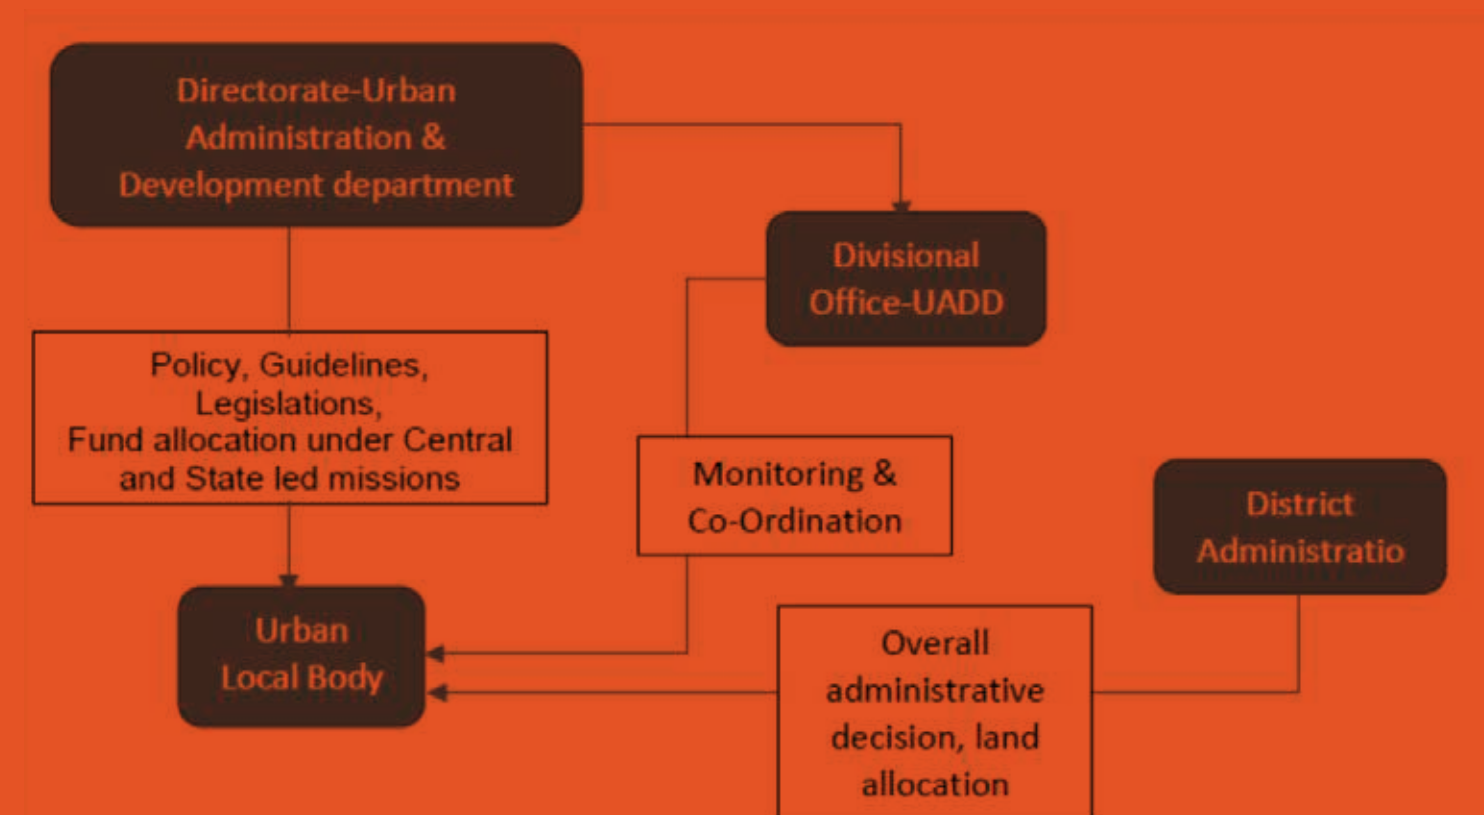 Directorate-Urban
Administration &
Development department
Divisional
Office-UADD
Policy, Guidelines,
Legislations,
Fund allocation under Central
and State led missions
Monitoring &
Co-Ordination
District
Administratio
Urban
Local Body
Overall
administrative
decision, land
allocation